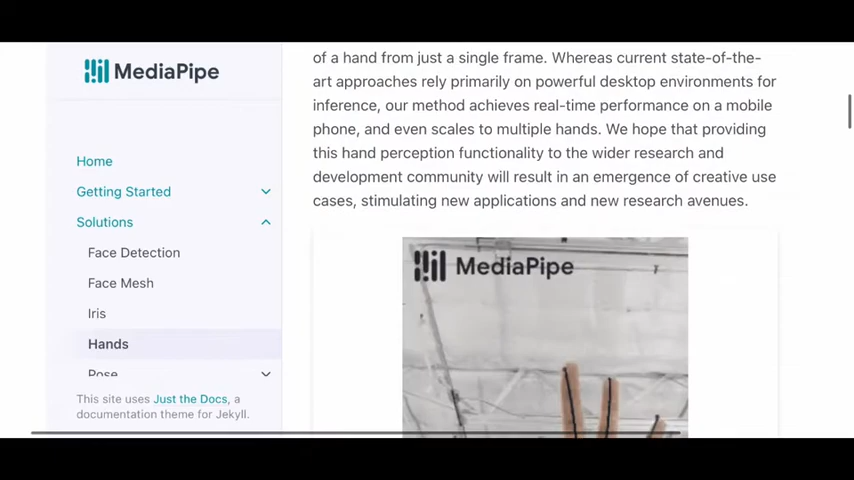 MediaPipe
Home
Getting Started
Solutions
Face Detection
Face Mesh
Iris
Hands
Pose
This site uses Just the Docs, a
documentation theme for Jekyll.
of a hand from just a single frame. Whereas current state-of-the-
art approaches rely primarily on powerful desktop environments for
inference, our method achieves real-time performance on a mobile
phone, and even scales to multiple hands. We hope that providing
this hand perception functionality to the wider research and
development community will result in an emergence of creative use
cases, stimulating new applications and new research avenues.
MediaPipe